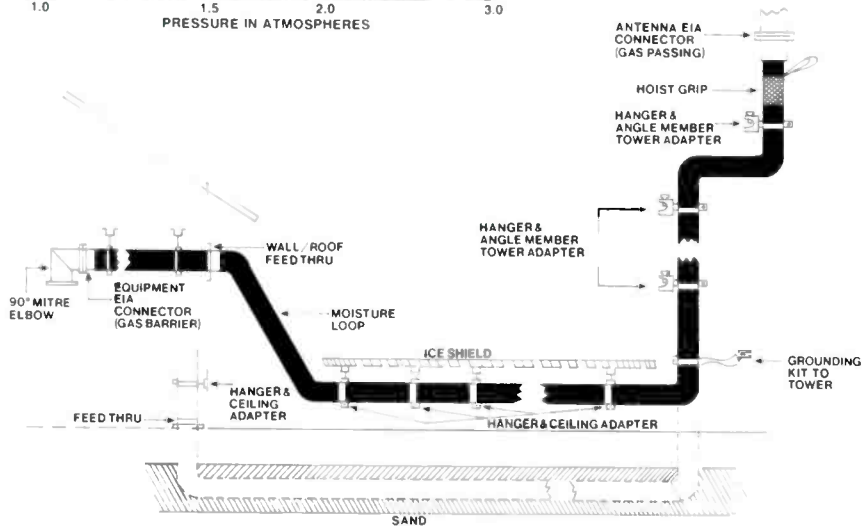 1.0 1.5 2.0 3.0
PRESSURE IN ATMOSPHERES
ANTENNA EIA
CONNECTOR
(GAS PASSING)
HOIST GRIP
HANGER &
ANGLE MEMBER
TOWER ADAPTER
HANGER &
ANGLE MEMBER
TOWER ADAPTER
WALL/ROOF
FEED THRU
90° MITRE
ELBOW
EQUIPMENT
EIA
CONNECTOR
(GAS BARRIER)
MOISTURE
LOOP
ICE SHIELD
GROUNDING
KIT TO
TOWER
HANGER &
CEILING
ADAPTER
FEED THRU
HANGER & CEILING ADAPTER
SAND